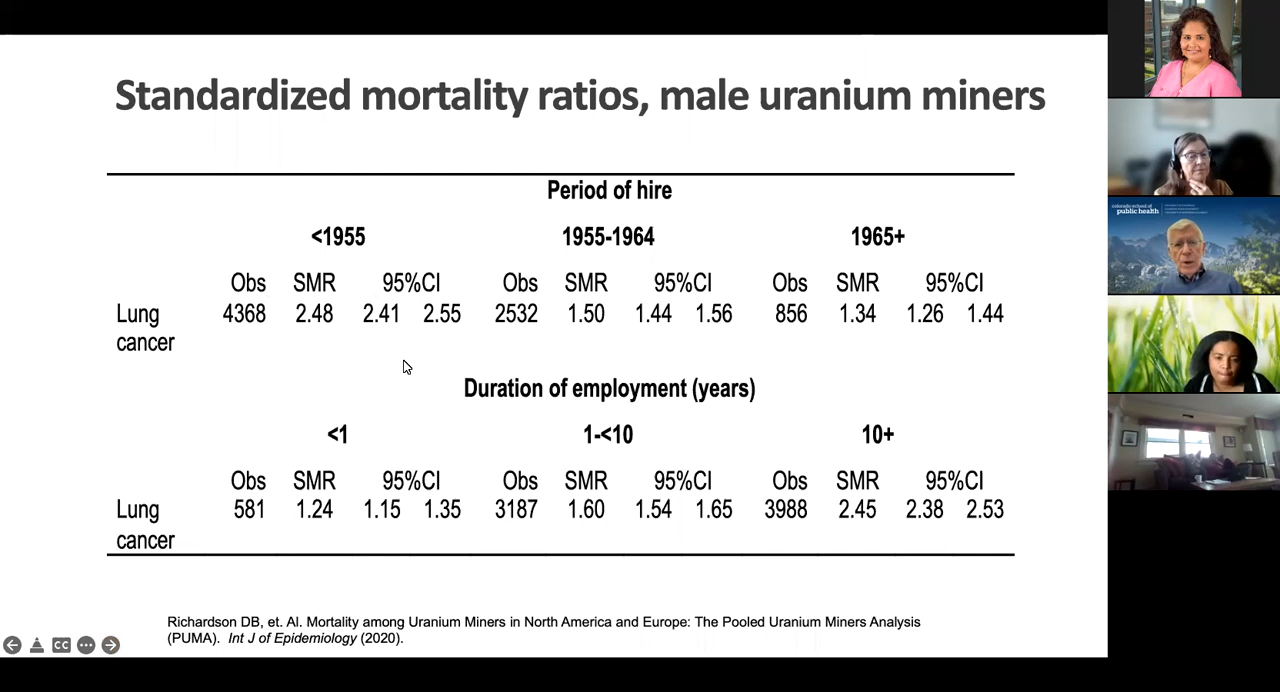 Standardized mortality ratios, male uranium miners
Period of hire
<1955 1955-1964 1965+
Obs SMR 95%CI Obs SMR 95%CI Obs SMR 95%CI
Lung 4368 2.48 2.41 2.55 2532 1.50 1.44 1.56 856 1.34 1.26 1.44
cancer
Duration of employment (years)
<1 1-<10 10+
Obs SMR 95%CI Obs SMR 95%CI Obs SMR 95%CI
Lung 581 1.24 1.15 1.35 3187 1.60 1.54 1.65 3988 2.45 2.38 2.53
cancer
Richardson DB, et. Al. Mortality among Uranium Miners in North America and Europe: The Pooled Uranium Miners Analysis
(PUMA). Int J of Epidemiology (2020).
CC
colorado school of
public health